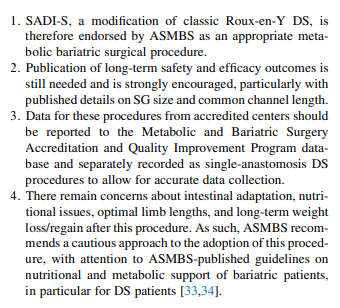 1. SADI-S, a modification of classic Roux-en-Y DS, is
therefore endorsed by ASMBS as an appropriate meta-
bolic bariatric surgical procedure.
2. Publication of long-term safety and efficacy outcomes is
still needed and is strongly encouraged, particularly with
published details on SG size and common channel length.
3. Data for these procedures from accredited centers should
be reported to the Metabolic and Bariatric Surgery
Accreditation and Quality Improvement Program data-
base and separately recorded as single-anastomosis DS
procedures to allow for accurate data collection.
4. There remain concerns about intestinal adaptation, nutri-
tional issues, optimal limb lengths, and long-term weight
loss/regain after this procedure. As such, ASMBS recom-
mends a cautious approach to the adoption of this proced-
ure, with attention to ASMBS-published guidelines on
nutritional and metabolic support of bariatric patients,
in particular for DS patients [33,34].